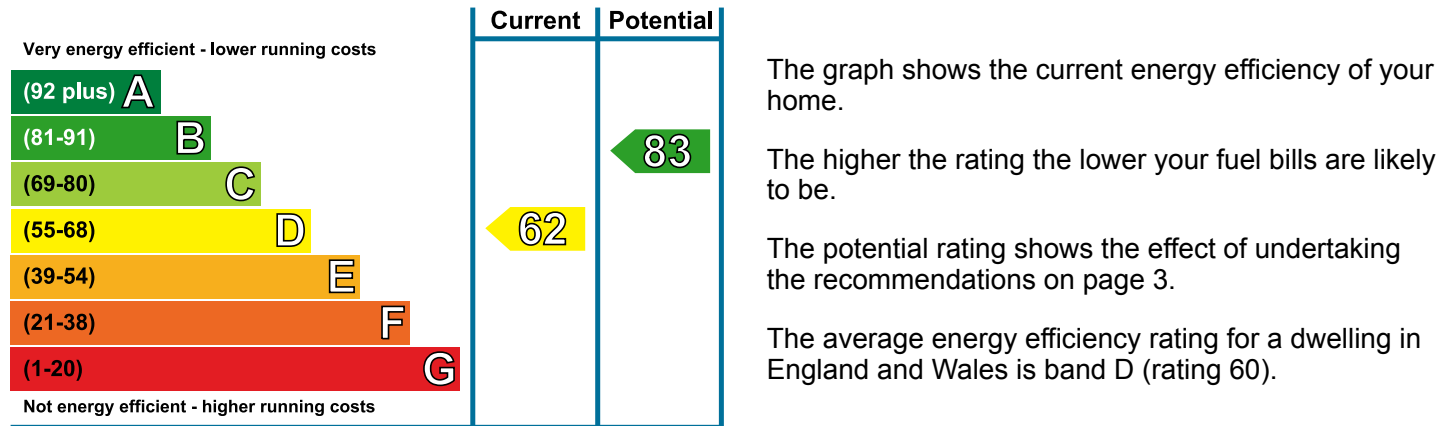 Current Potential
Very energy efficient - lower running costs
(92 plus) A
(81-91) B
(69-80) C
(55-68) D
(39-54) E
(21-38) F
(1-20) G
Not energy efficient - higher running costs
62
83
The graph shows the current energy efficiency of your
home.
The higher the rating the lower your fuel bills are likely
to be.
The potential rating shows the effect of undertaking
the recommendations on page 3.
The average energy efficiency rating for a dwelling in
England and Wales is band D (rating 60).